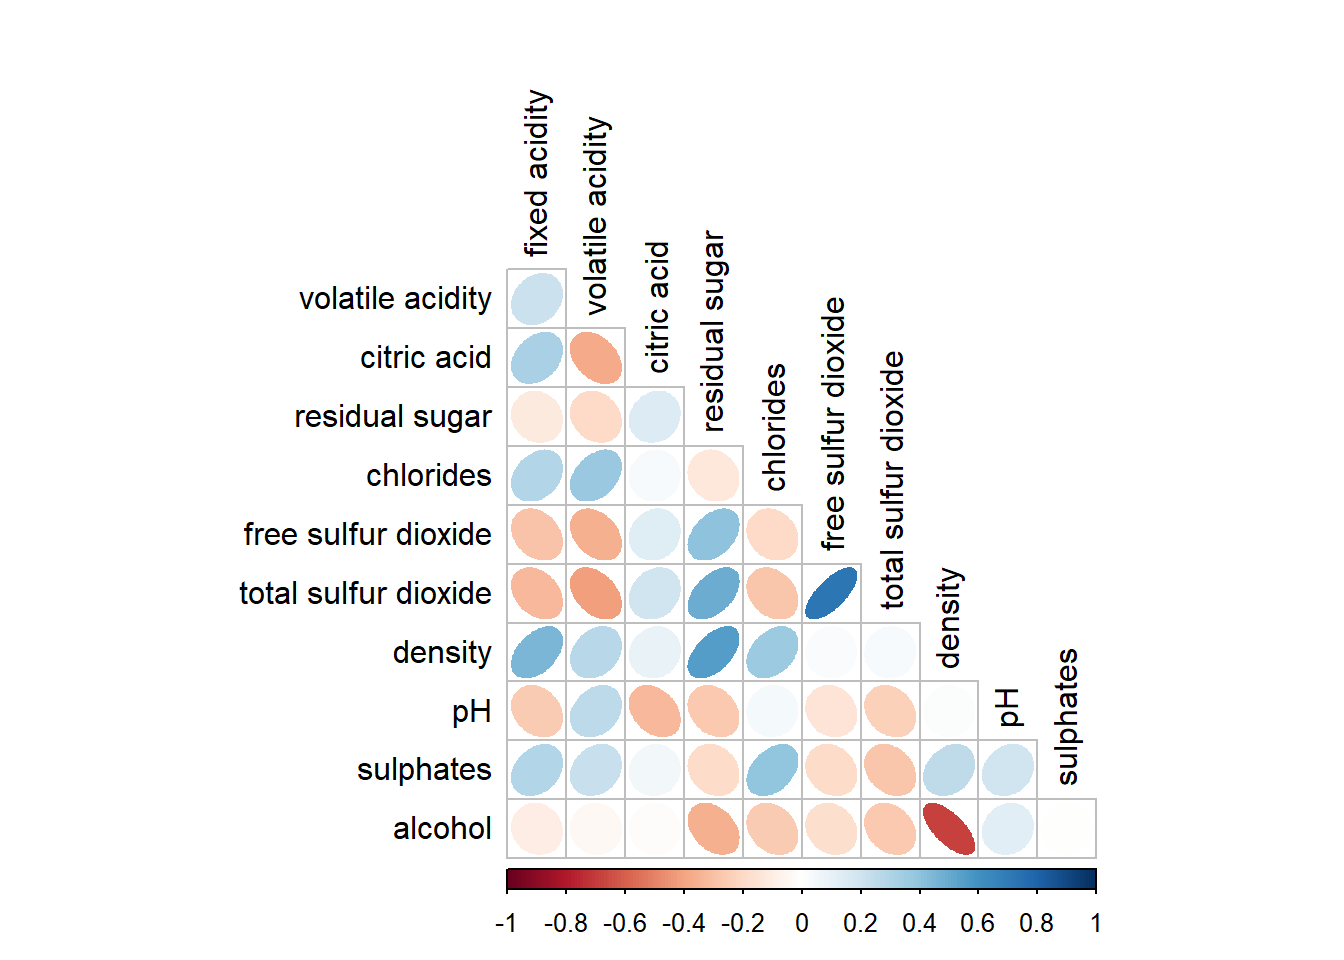 fixed acidity
volatile acidity
citric acid
residual sugar
chlorides
free sulfur dioxide
total sulfur dioxide
density
pH
sulphates
volatile acidity
citric acid
residual sugar
chlorides
free sulfur dioxide
total sulfur dioxide
density
pH
sulphates
alcohol
-1 -0.8 -0.6 -0.4 -0.2 0 0.2 0.4 0.6 0.8 1